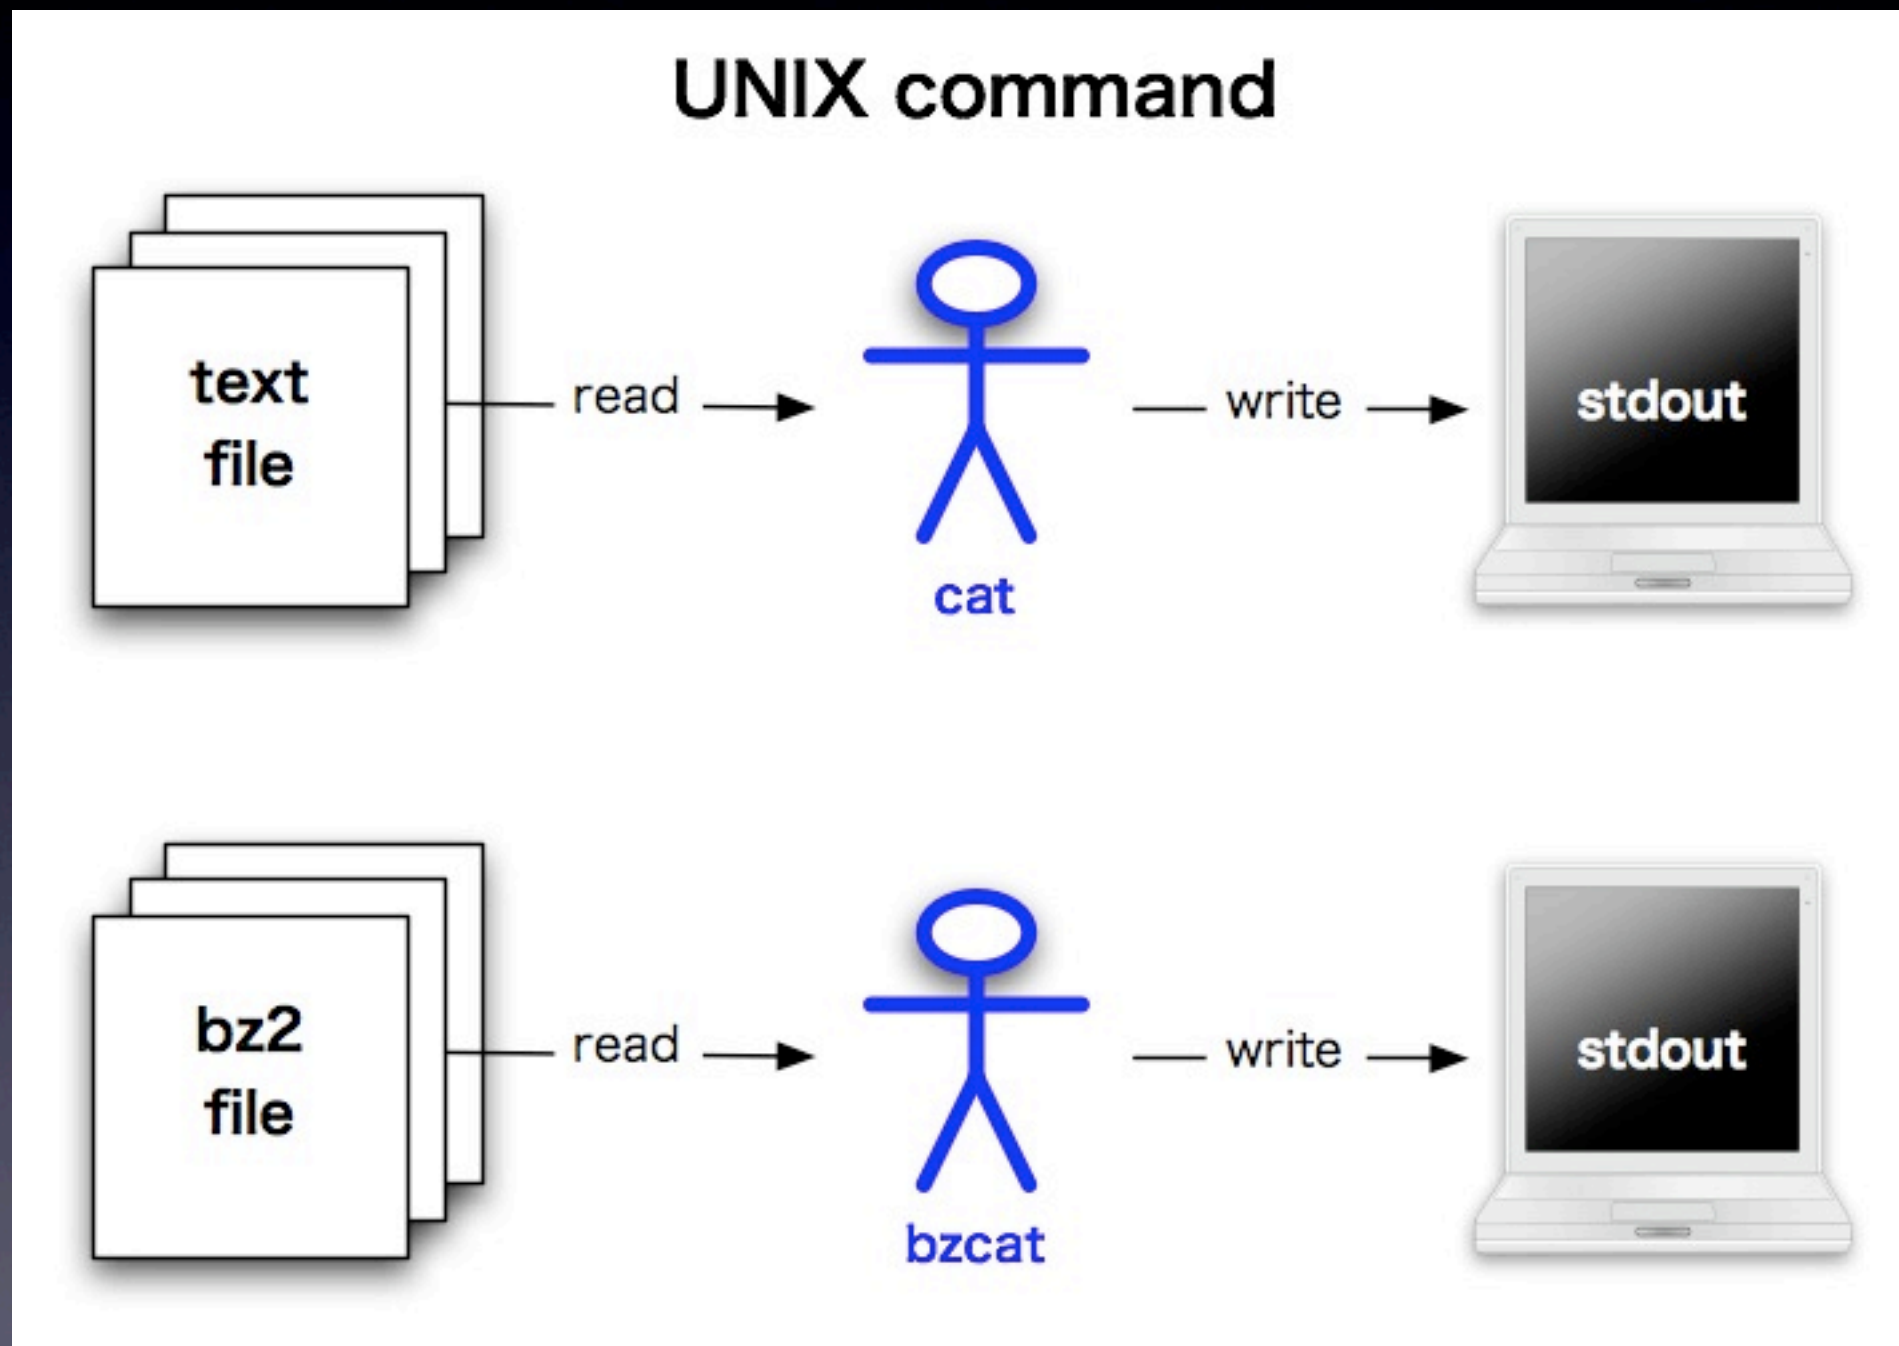 UNIX command
text
file
read
cat
write
stdout
bz2
file
read
bzcat
write
stdout